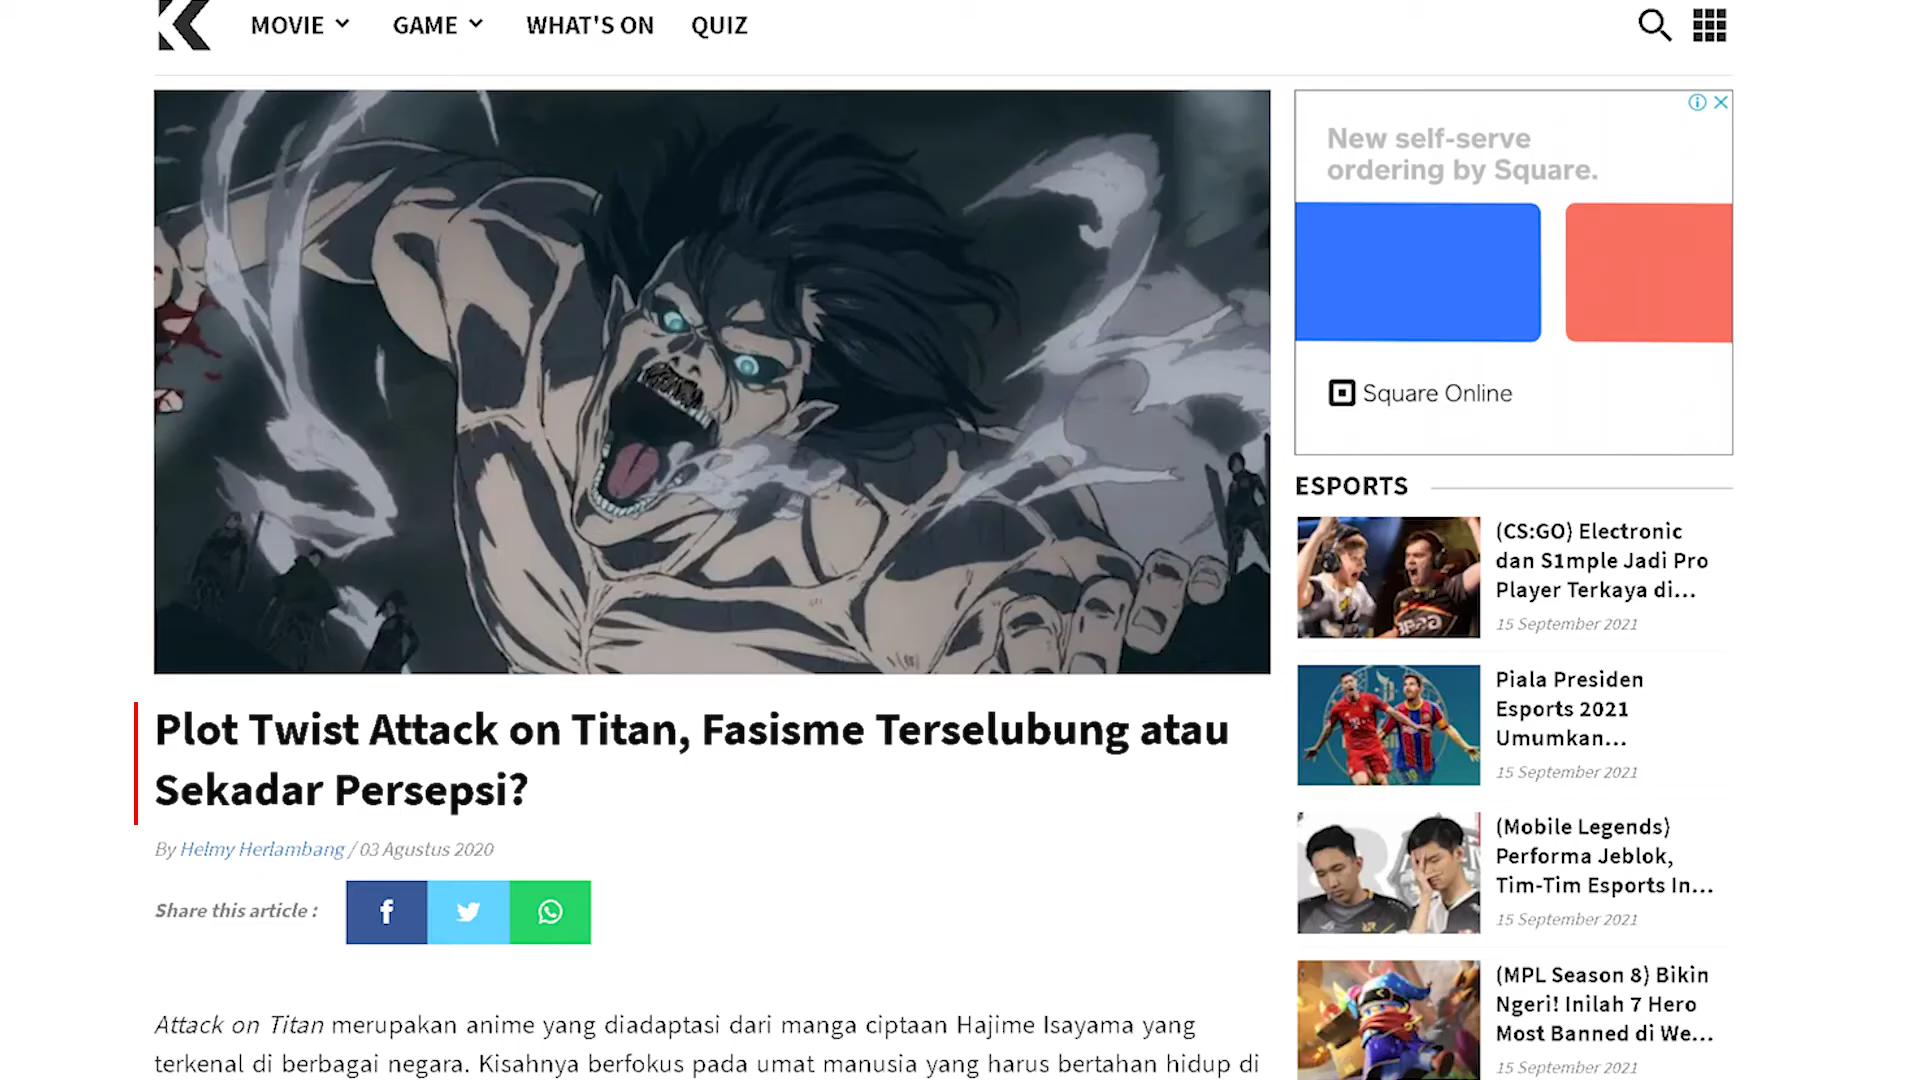 MOVIE
GAME
WHAT'S ON
QUIZ
New self-serve
ordering by Square.
Square Online
Plot Twist Attack on Titan, Fasisme Terselubung atau
Sekadar Persepsi?
By Helmy Herlambang / 03 Agustus 2020
Share this article :
Attack on Titan merupakan anime yang diadaptasi dari manga ciptaan Hajime Isayama yang
terkenal di berbagai negara. Kisahnya berfokus pada umat manusia yang harus bertahan hidup di
ESPORTS
(CS:GO) Electronic
dan S1mple Jadi Pro
Player Terkaya di...
15 September 2021
Piala Presiden
Esports 2021
Umumkan...
15 September 2021
(Mobile Legends)
Performa Jeblok,
Tim-Tim Esports In...
15 September 2021
(MPL Season 8) Bikin
Ngeri! Inilah 7 Hero
Most Banned di We...
15 September 2021